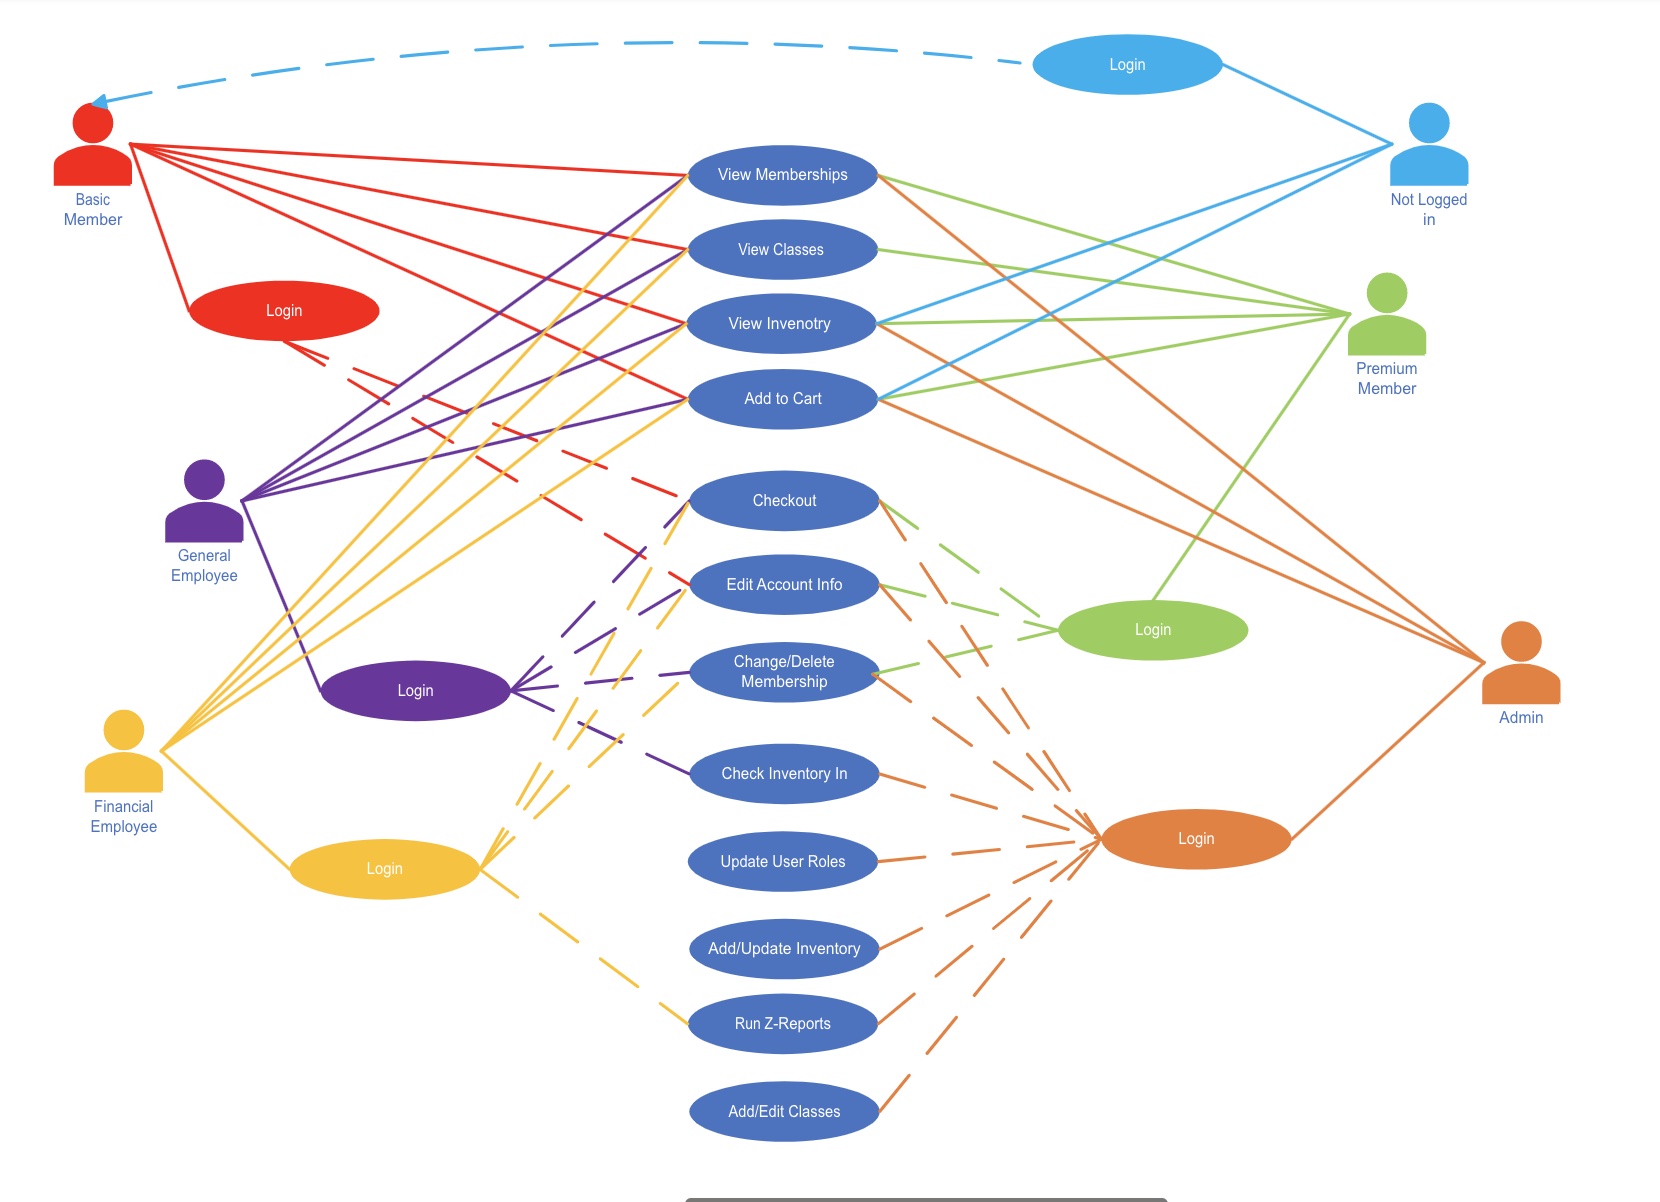 Login
Basic
Member
View Memberships
Not Logged
in
View Classes
Login
View Invenotry
Premium
Member
Add to Cart
General
Employee
Checkout
Edit Account Info
Login
Change/Delete
Membership
Login
Admin
Financial
Employee
Check Inventory In
Login
Update User Roles
Login
Add/Update Inventory
Run Z-Reports
Add/Edit Classes